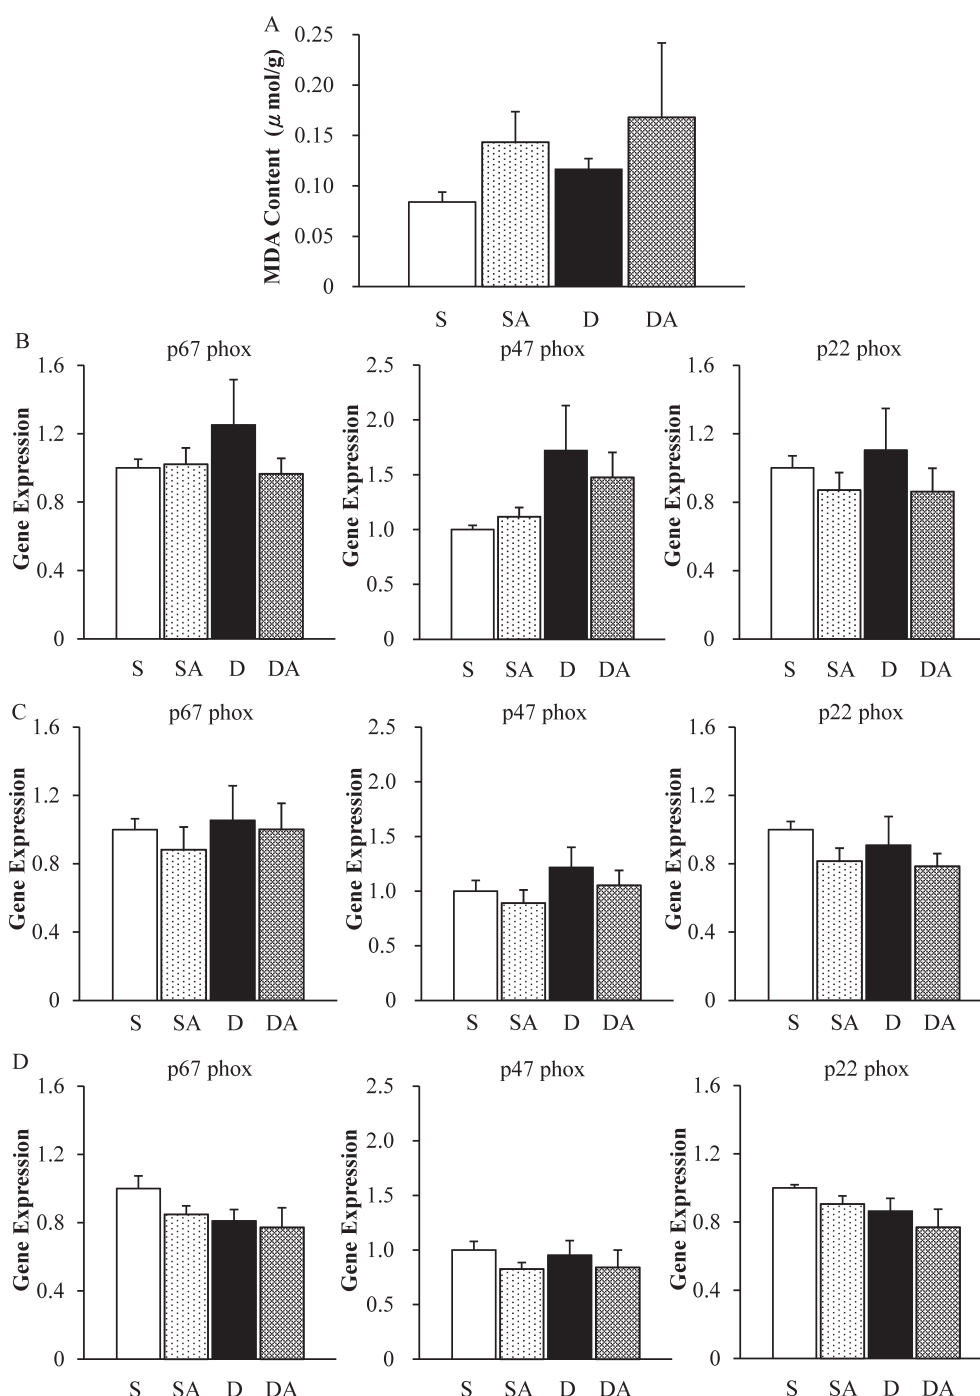 A
MDA Content (μ mol/g)
0.25
0.20
0.15
0.10
0.05
0
S SA D DA
B
p67 phox
Gene Expression
1.6
1.2
0.8
0.4
0
S SA D DA
p47 phox
Gene Expression
2.5
2.0
1.5
1.0
0.5
0
S SA D DA
p22 phox
Gene Expression
1.6
1.2
0.8
0.4
0
S SA D DA
C
p67 phox
Gene Expression
1.6
1.2
0.8
0.4
0
S SA D DA
p47 phox
Gene Expression
2.5
2.0
1.5
1.0
0.5
0
S SA D DA
p22 phox
Gene Expression
1.6
1.2
0.8
0.4
0
S SA D DA
D
p67 phox
Gene Expression
1.6
1.2
0.8
0.4
0
S SA D DA
p47 phox
Gene Expression
2.5
2.0
1.5
1.0
0.5
0
S SA D DA
p22 phox
Gene Expression
1.6
1.2
0.8
0.4
0
S SA D DA